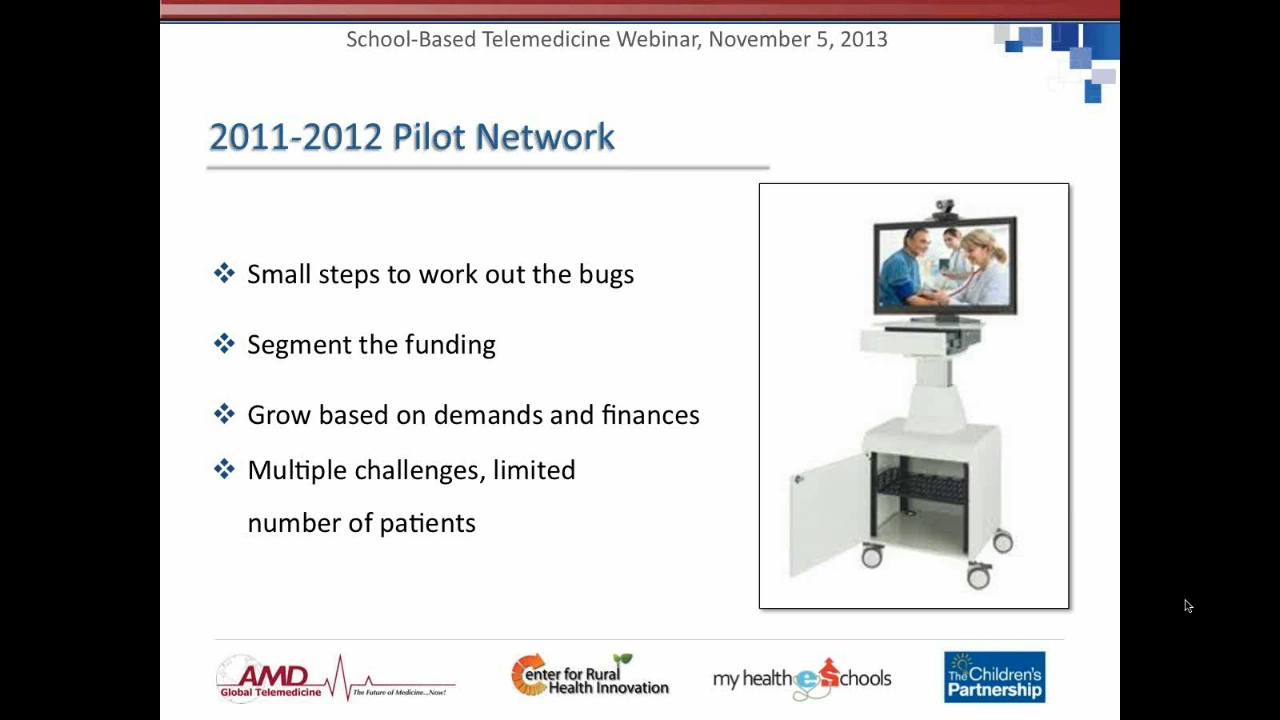 School-Based Telemedicine Webinar, November 5, 2013
2011-2012 Pilot Network
Small steps to work out the bugs
Segment the funding
Grow based on demands and finances
Multiple challenges, limited
number of patients
AMD
Global Telemedicine
The Future of Medicine...Now!
Center for Rural
Health Innovation
my health eSchools
The Children's
Partnership